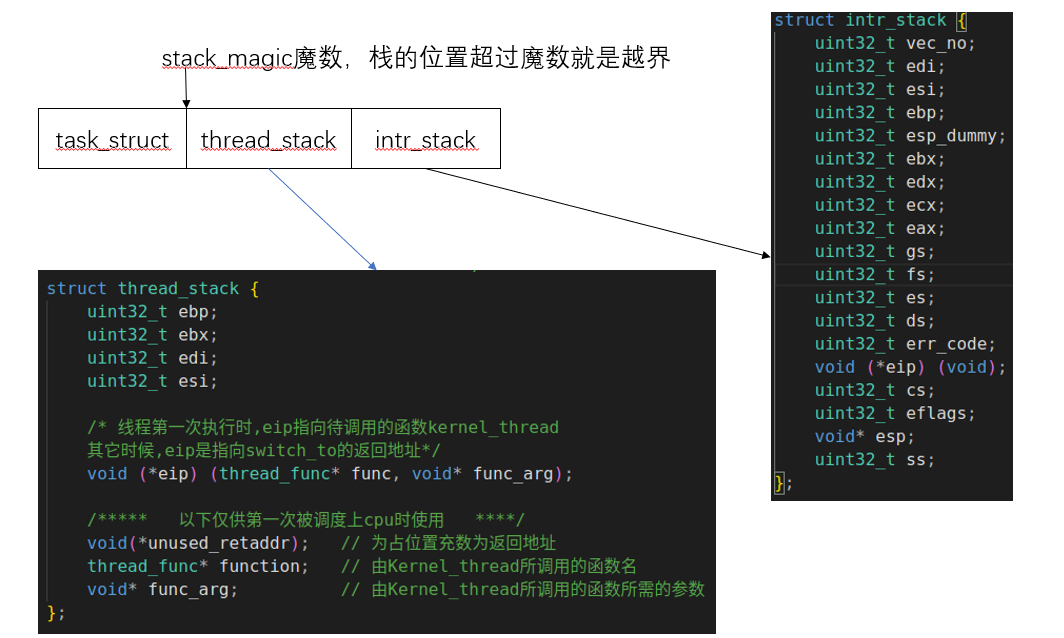 stack_magic魔数，栈的位置超过魔数就是越界
task_struct
thread_stack
intr_stack
struct thread_stack {
uint32_t ebp;
uint32_t ebx;
uint32_t edi;
uint32_t esi;
/* 线程第一次执行时,eip指向待调用的函数kernel_thread
其它时候,eip是指向switch_to的返回地址*/
void (*eip) (thread_func* func, void* func_arg);
/***** 以下仅供第一次被调度上cpu时使用 ****/
void(*unused_retaddr); // 为占位置充数为返回地址
thread_func* function; // 由Kernel_thread所调用的函数名
void* func_arg; // 由Kernel_thread所调用的函数所需的参数
};
struct intr_stack {
uint32_t vec_no;
uint32_t edi;
uint32_t esi;
uint32_t ebp;
uint32_t esp_dummy;
uint32_t ebx;
uint32_t edx;
uint32_t ecx;
uint32_t eax;
uint32_t gs;
uint32_t fs;
uint32_t es;
uint32_t ds;
uint32_t err_code;
void (*eip) (void);
uint32_t cs;
uint32_t eflags;
void* esp;
uint32_t ss;
};